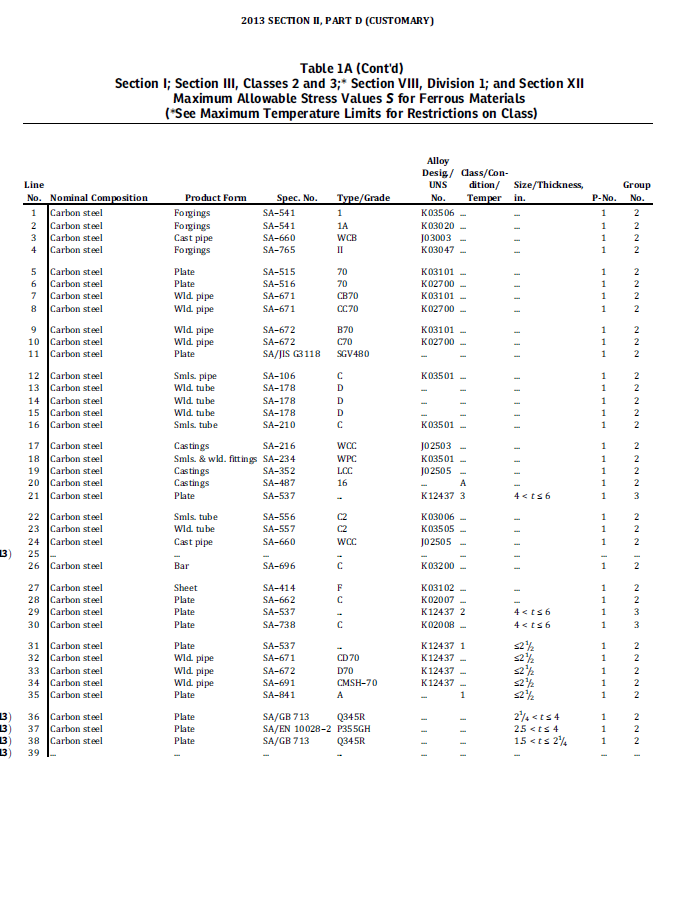 2013 SECTION II, PART D (CUSTOMARY)
Table 1A (Cont'd)
Section I; Section III, Classes 2 and 3;* Section VIII, Division 1; and Section XII
Maximum Allowable Stress Values S for Ferrous Materials
(*See Maximum Temperature Limits for Restrictions on Class)
Alloy
Desig./ Class/Con-
Line UNS dition/ Size/Thickness, Group
No. Nominal Composition Product Form Spec. No. Type/Grade No. Temper in. P-No. No.
1 Carbon steel Forgings SA-541 1 K03506 ... ... 1 2
2 Carbon steel Forgings SA-541 1A K03020 ... ... 1 2
3 Carbon steel Cast pipe SA-660 WCB J03003 ... ... 1 2
4 Carbon steel Forgings SA-765 II K03047 ... ... 1 2
5 Carbon steel Plate SA-515 70 K03101 ... ... 1 2
6 Carbon steel Plate SA-516 70 K02700 ... ... 1 2
7 Carbon steel Wld. pipe SA-671 CB70 K03101 ... ... 1 2
8 Carbon steel Wld. pipe SA-671 CC70 K02700 ... ... 1 2
9 Carbon steel Wld. pipe SA-672 B70 K03101 ... ... 1 2
10 Carbon steel Wld. pipe SA-672 C70 K02700 ... ... 1 2
11 Carbon steel Plate SA/JIS G3118 SGV480 ... ... ... 1 2
12 Carbon steel Smls. pipe SA-106 C K03501 ... ... 1 2
13 Carbon steel Wld. tube SA-178 D ... ... ... 1 2
14 Carbon steel Wld. tube SA-178 D ... ... ... 1 2
15 Carbon steel Wld. tube SA-178 D ... ... ... 1 2
16 Carbon steel Smls. tube SA-210 C K03501 ... ... 1 2
17 Carbon steel Castings SA-216 WCC J02503 ... ... 1 2
18 Carbon steel Smls. & wld. fittings SA-234 WPC K03501 ... ... 1 2
19 Carbon steel Castings SA-352 LCC J02505 ... ... 1 2
20 Carbon steel Castings SA-487 16 ... A ... 1 2
21 Carbon steel Plate SA-537 ... K12437 3 4 < t ≤ 6 1 3
22 Carbon steel Smls. tube SA-556 C2 K03006 ... ... 1 2
23 Carbon steel Wld. tube SA-557 C2 K03505 ... ... 1 2
24 Carbon steel Cast pipe SA-660 WCC J02505 ... ... 1 2
13) 25 ... ... ... ... ... ... ... ... ...
26 Carbon steel Bar SA-696 C K03200 ... ... 1 2
27 Carbon steel Sheet SA-414 F K03102 ... ... 1 2
28 Carbon steel Plate SA-662 C K02007 ... ... 1 2
29 Carbon steel Plate SA-537 ... K12437 2 4 < t ≤ 6 1 3
30 Carbon steel Plate SA-738 C K02008 ... 4 < t ≤ 6 1 3
31 Carbon steel Plate SA-537 ... K12437 1 ≤2½ 1 2
32 Carbon steel Wld. pipe SA-671 CD70 K12437 ... ≤2½ 1 2
33 Carbon steel Wld. pipe SA-672 D70 K12437 ... ≤2½ 1 2
34 Carbon steel Wld. pipe SA-691 CMSH-70 K12437 ... ≤2½ 1 2
35 Carbon steel Plate SA-841 A ... 1 ≤2½ 1 2
13) 36 Carbon steel Plate SA/GB 713 Q345R ... ... 2¼ < t ≤ 4 1 2
13) 37 Carbon steel Plate SA/EN 10028-2 P355GH ... ... 2.5 < t ≤ 4 1 2
13) 38 Carbon steel Plate SA/GB 713 Q345R ... ... 1.5 < t ≤ 2¼ 1 2
13) 39 ... ... ... ... ... ... ... ... ...